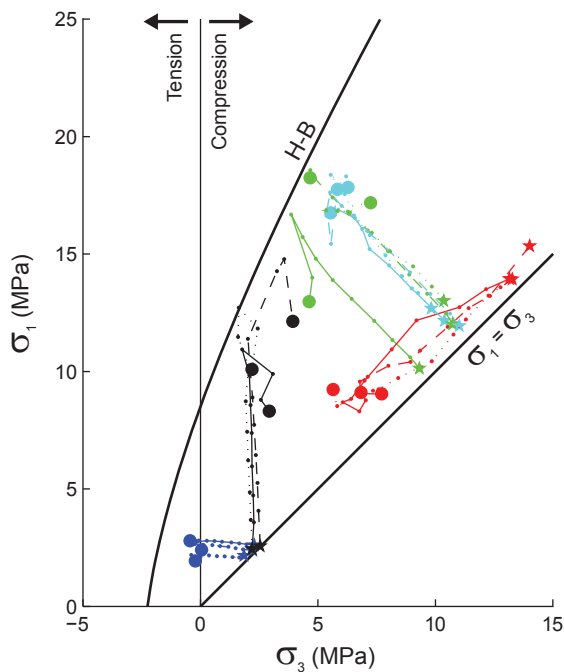 25
20
15
10
5
0
−5
0
5
10
15
σ1 (MPa)
σ3 (MPa)
Tension
Compression
H-B
σ1 = σ3